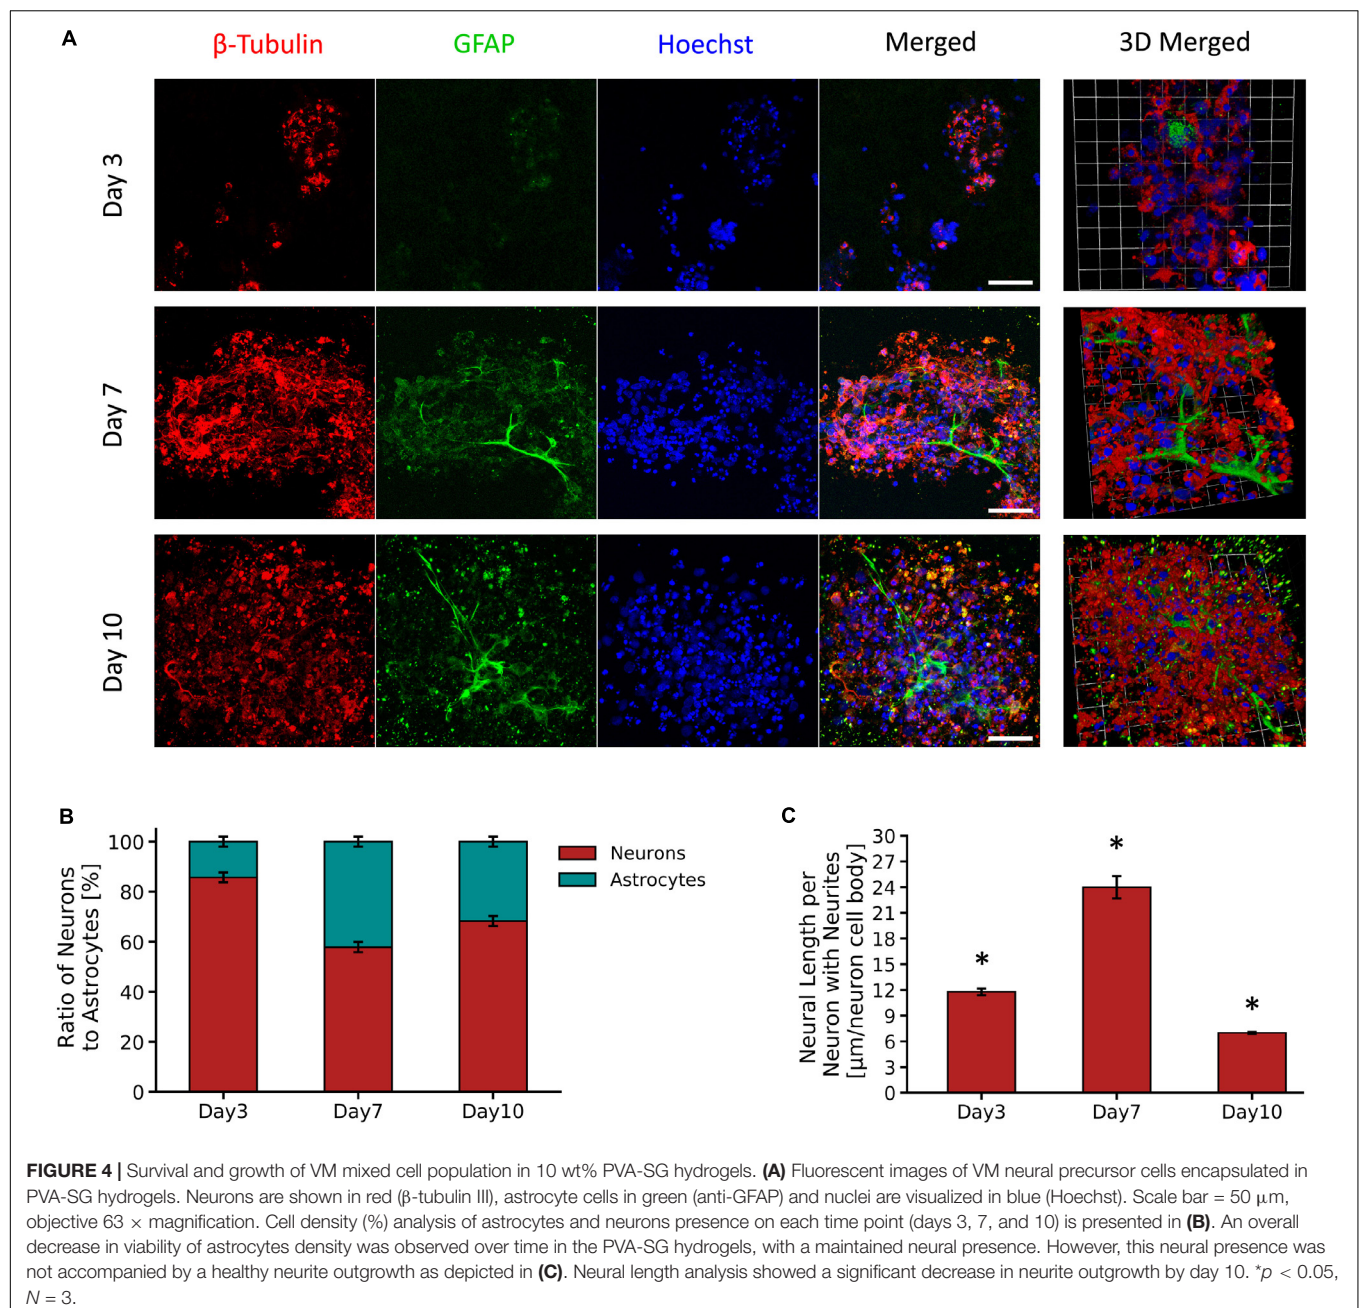 A
β-Tubulin GFAP Hoechst Merged 3D Merged
Day 3
Day 7
Day 10
B
Ratio of Neurons
to Astrocytes [%]
100
80
60
40
20
0
Day3 Day7 Day10
Neurons
Astrocytes
C
Neural Length per
Neuron with Neurites
[µm/neuron cell body]
30
27
24
21
18
15
12
9
6
3
0
*
*
*
Day3 Day7 Day10
FIGURE 4 | Survival and growth of VM mixed cell population in 10 wt% PVA-SG hydrogels. (A) Fluorescent images of VM neural precursor cells encapsulated in
PVA-SG hydrogels. Neurons are shown in red (β-tubulin III), astrocyte cells in green (anti-GFAP) and nuclei are visualized in blue (Hoechst). Scale bar = 50 µm,
objective 63 × magnification. Cell density (%) analysis of astrocytes and neurons presence on each time point (days 3, 7, and 10) is presented in (B). An overall
decrease in viability of astrocytes density was observed over time in the PVA-SG hydrogels, with a maintained neural presence. However, this neural presence was
not accompanied by a healthy neurite outgrowth as depicted in (C). Neural length analysis showed a significant decrease in neurite outgrowth by day 10. *p < 0.05,
N = 3.